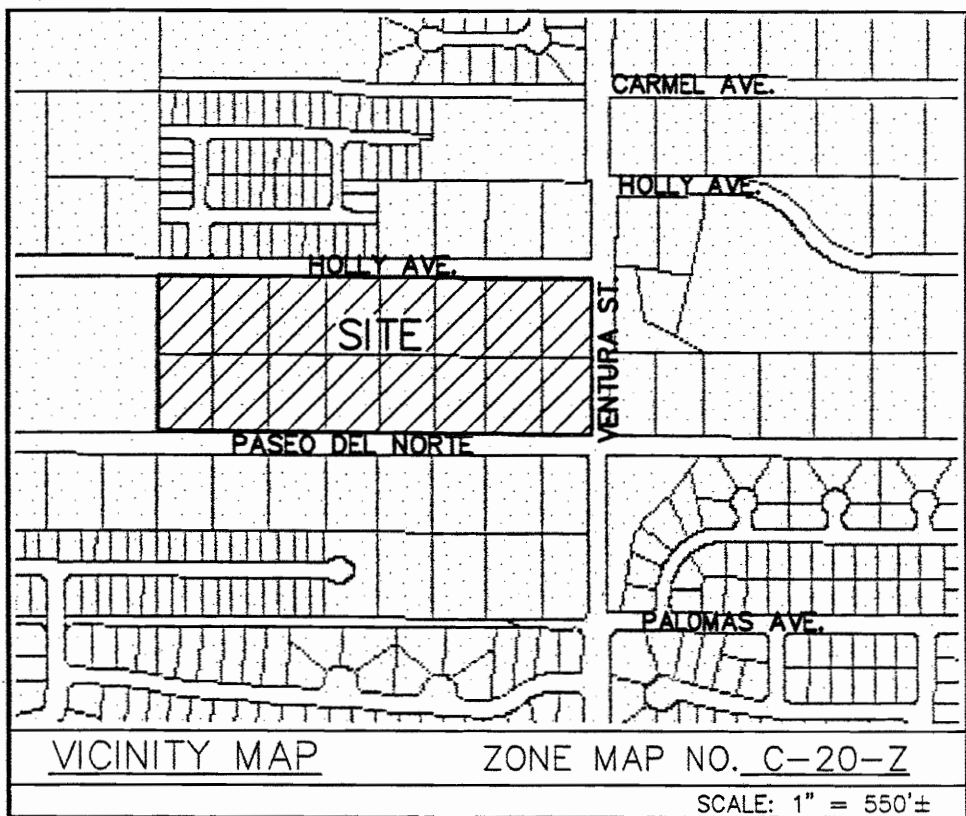 CARMEL AVE.
HOLLY AVE.
HOLLY AVE.
SITE
VENTURA ST.
PASEO DEL NORTE
PALOMAS AVE.
VICINITY MAP
ZONE MAP NO. C-20-Z
SCALE: 1" = 550'±